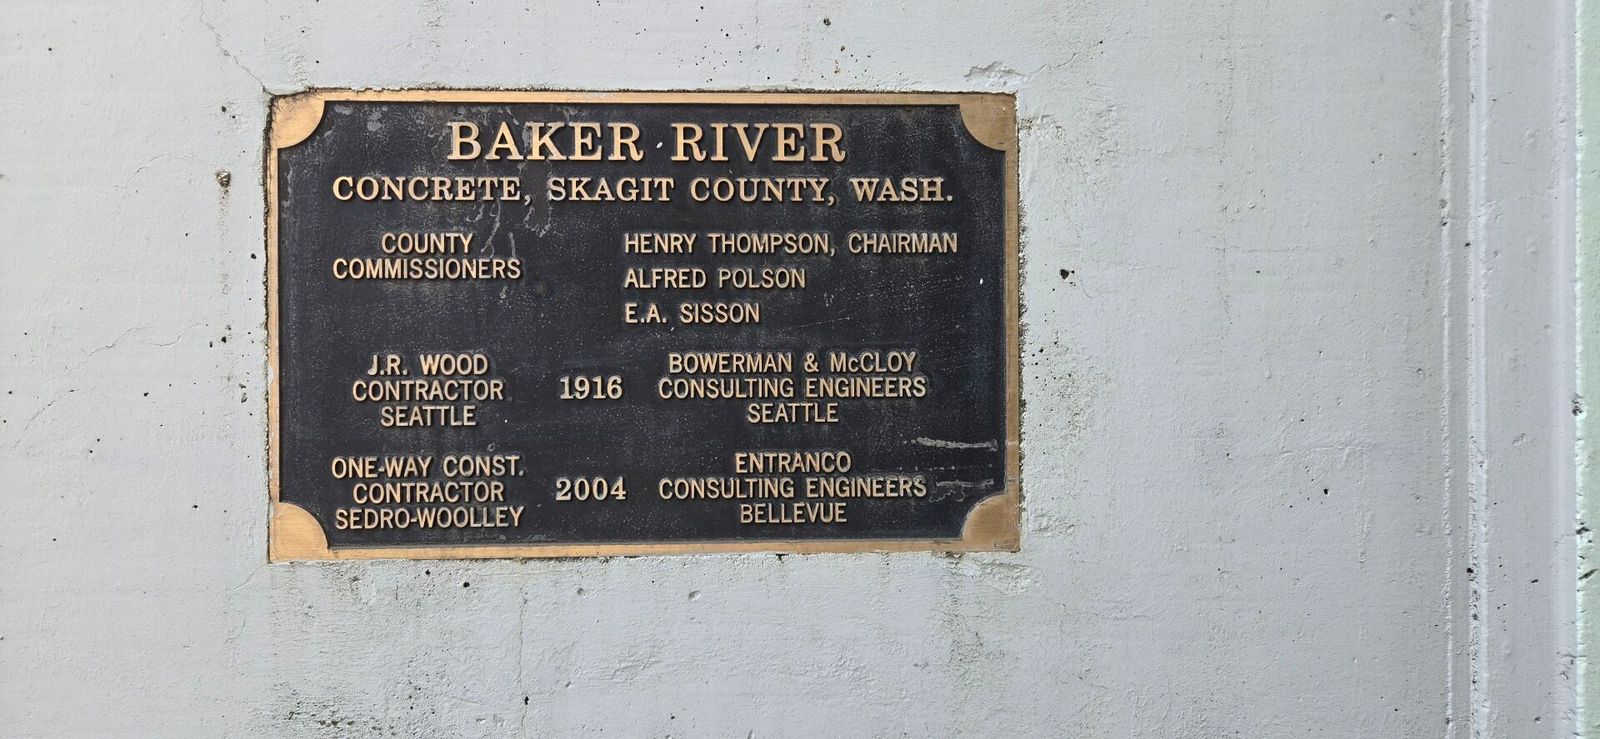 BAKER RIVER
CONCRETE, SKAGIT COUNTY, WASH.
COUNTY
COMMISSIONERS
HENRY THOMPSON, CHAIRMAN
ALFRED POLSON
E.A. SISSON
J.R. WOOD
CONTRACTOR
SEATTLE
1916
BOWERMAN & McCLOY
CONSULTING ENGINEERS
SEATTLE
ONE-WAY CONST.
CONTRACTOR
SEDRO-WOOLLEY
2004
ENTRANCO
CONSULTING ENGINEERS
BELLEVUE